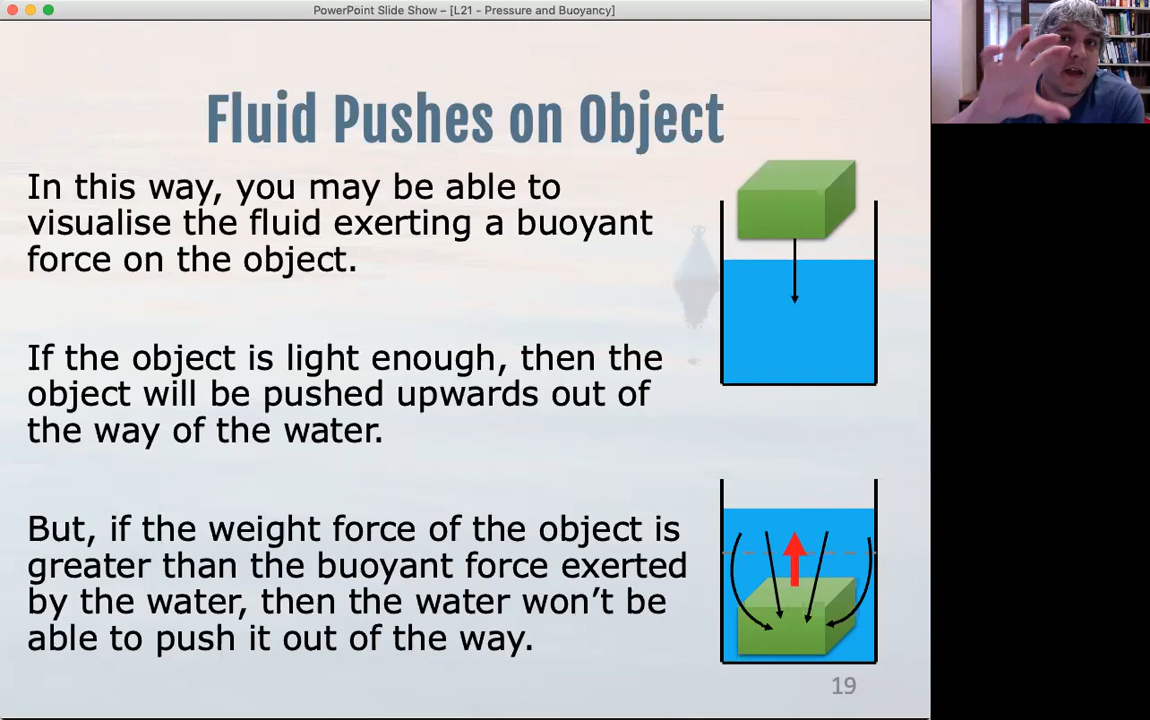 PowerPoint Slide Show – [L21 - Pressure and Buoyancy]
Fluid Pushes on Object
In this way, you may be able to
visualise the fluid exerting a buoyant
force on the object.
If the object is light enough, then the
object will be pushed upwards out of
the way of the water.
But, if the weight force of the object is
greater than the buoyant force exerted
by the water, then the water won’t be
able to push it out of the way.
19